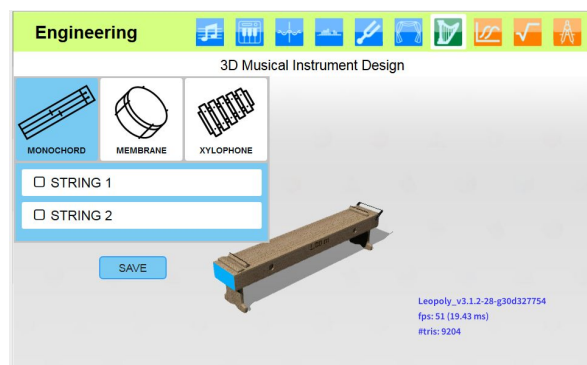 Engineering
3D Musical Instrument Design
MONOCHORD MEMBRANE XYLOPHONE
STRING 1
STRING 2
SAVE
Leopoly_v3.1.2-28-g30d327754
fps: 51 (19.43 ms)
#tris: 9204